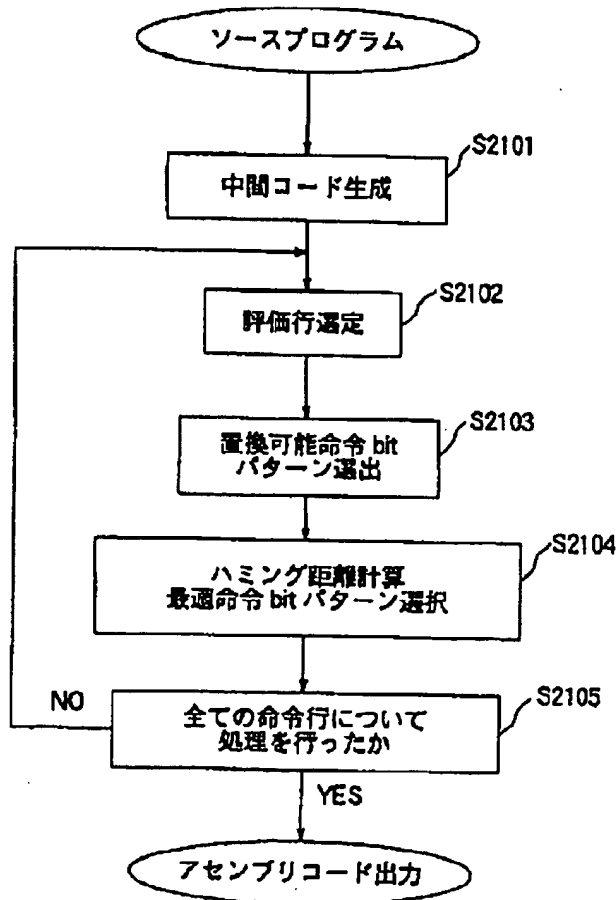 ソースプログラム
S2101
中間コード生成
S2102
評価行選定
S2103
置換可能命令 bit
パターン選出
S2104
ハミング距離計算
最適命令 bit パターン選択
NO
S2105
全ての命令行について
処理を行ったか
YES
アセンブリコード出力